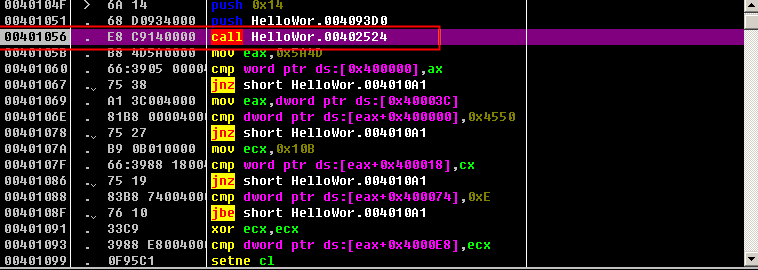 0040104F > 6A 14 push 0x14
00401051 . 68 D0934000 push HelloWor.004093D0
00401056 . E8 C9140000 call HelloWor.00402524
0040105B . B8 4D5A0000 mov eax,0x5A4D
00401060 . 66:3905 00004 cmp word ptr ds:[0x400000],ax
00401067 . 75 38 jnz short HelloWor.004010A1
00401069 . A1 3C004000 mov eax,dword ptr ds:[0x40003C]
0040106E . 81B8 00004000 cmp dword ptr ds:[eax+0x400000],0x4550
00401078 . 75 27 jnz short HelloWor.004010A1
0040107A . B9 0B010000 mov ecx,0x10B
0040107F . 66:3988 18004 cmp word ptr ds:[eax+0x400018],cx
00401086 . 75 19 jnz short HelloWor.004010A1
00401088 . 83B8 74004000 cmp dword ptr ds:[eax+0x400074],0xE
0040108F . 76 10 jbe short HelloWor.004010A1
00401091 . 33C9 xor ecx,ecx
00401093 . 3988 E8004000 cmp dword ptr ds:[eax+0x4000E8],ecx
00401099 . 0F95C1 setne cl